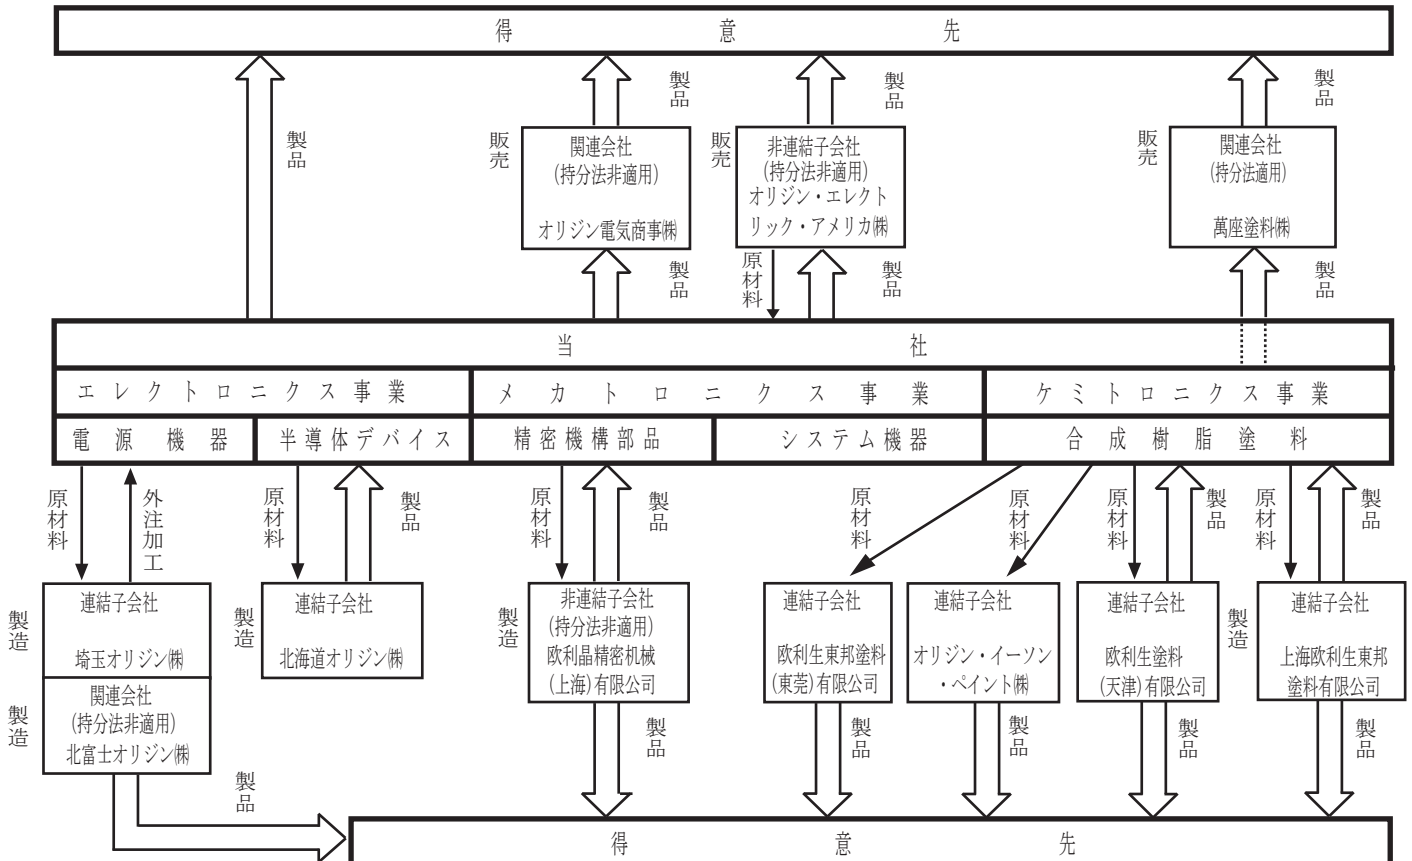 得意先
製品
製品
製品
製品
販売
関連会社
(持分法非適用)
オリジン電気商事㈱
販売
非連結子会社
(持分法非適用)
オリジン・エレクト
リック・アメリカ㈱
販売
関連会社
(持分法適用)
萬座塗料㈱
製品
原材料
製品
製品
当社
エレクトロニクス事業
メカトロニクス事業
ケミトロニクス事業
電源機器
半導体デバイス
精密機構部品
システム機器
合成樹脂塗料
原材料
外注加工
原材料
製品
原材料
製品
原材料
原材料
原材料
製品
原材料
製品
製造
連結子会社
埼玉オリジン㈱
製造
関連会社
(持分法非適用)
北富士オリジン㈱
製造
連結子会社
北海道オリジン㈱
製造
非連結子会社
(持分法非適用)
欧利晶精密机械
(上海)有限公司
連結子会社
欧利生東邦塗料
(東莞)有限公司
連結子会社
オリジン・イーソン
・ペイント㈱
連結子会社
欧利生塗料
(天津)有限公司
製造
連結子会社
上海欧利生東邦
塗料有限公司
製品
製品
製品
製品
製品
製品
得意先